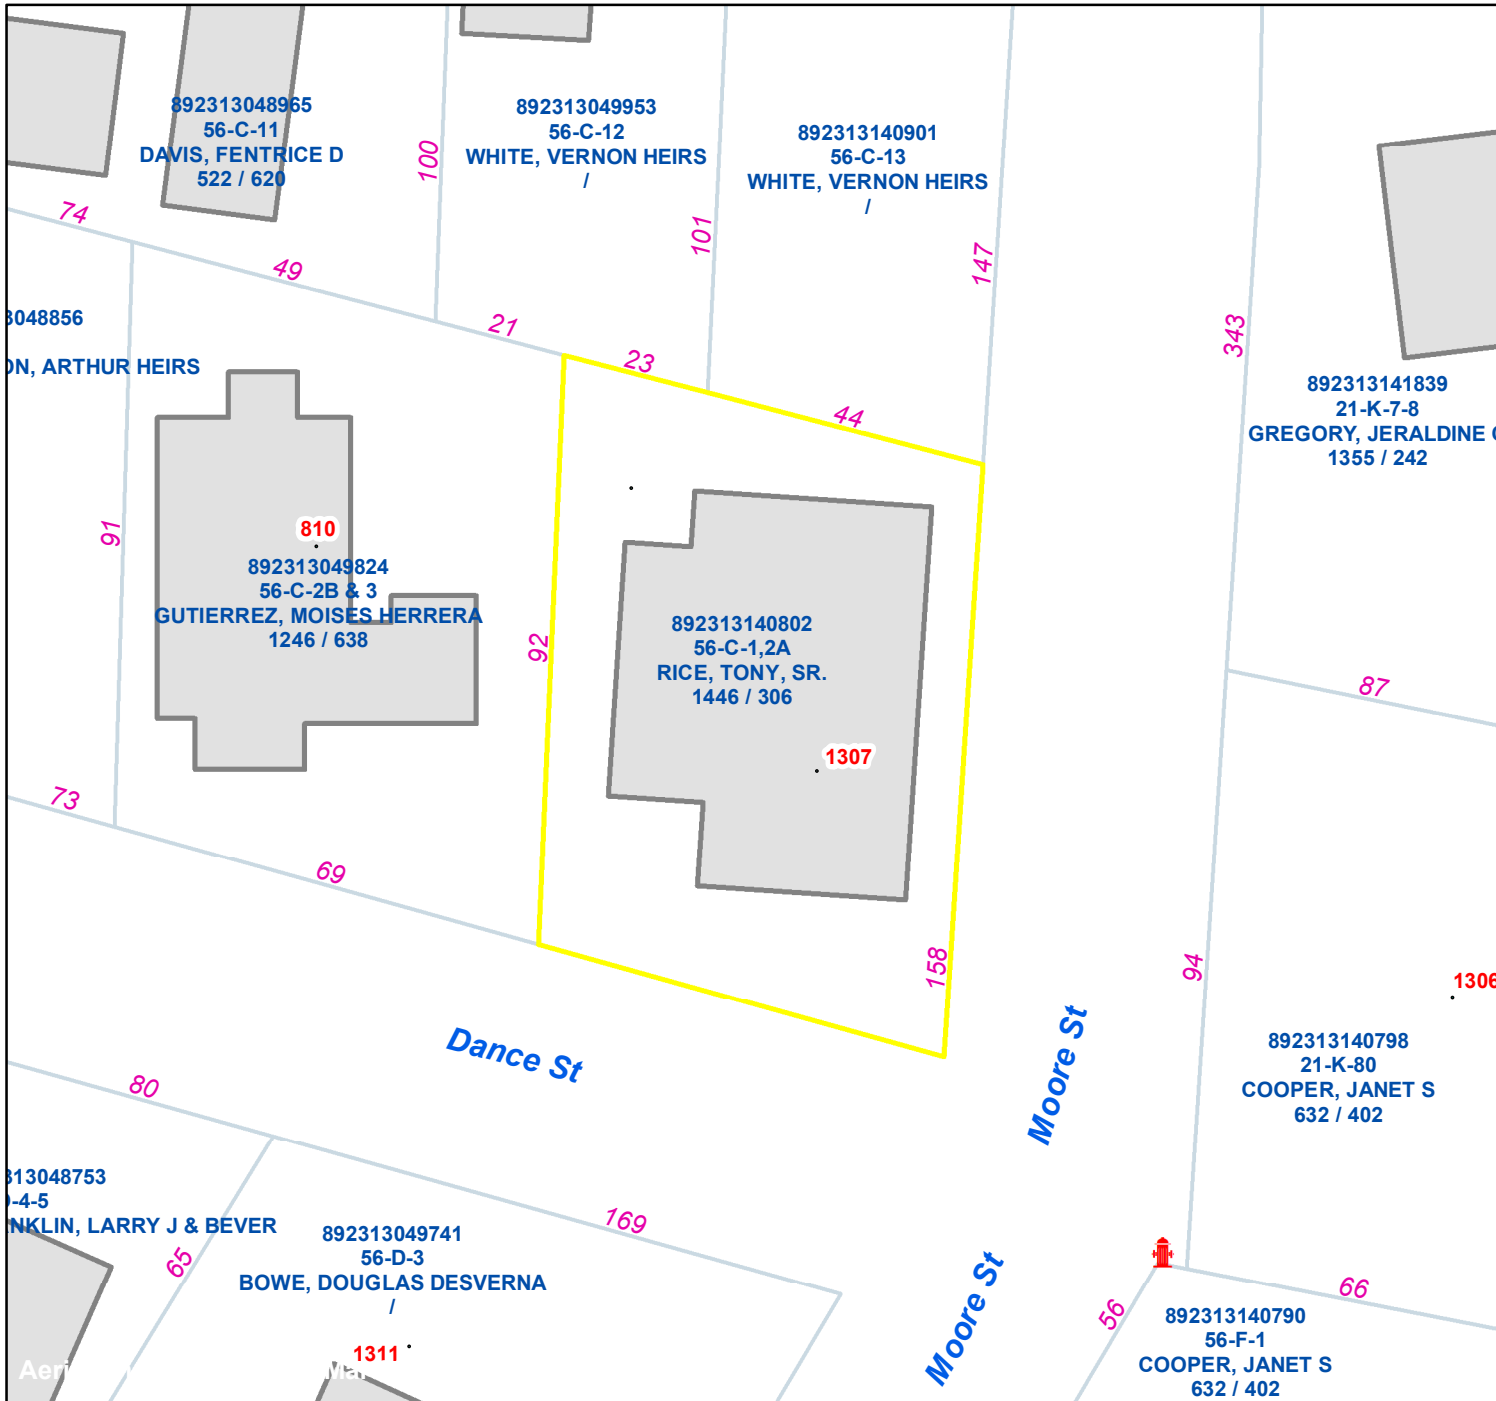 892313048965
56-C-11
DAVIS, FENTRICE D
522 / 620
892313049953
56-C-12
WHITE, VERNON HEIRS
/
892313140901
56-C-13
WHITE, VERNON HEIRS
/
100
101
147
74
49
21
23
44
343
3048856
ON, ARTHUR HEIRS
892313141839
21-K-7-8
GREGORY, JERALDINE
1355 / 242
91
810
892313049824
56-C-2B & 3
GUTIERREZ, MOISES HERRERA
1246 / 638
92
892313140802
56-C-1,2A
RICE, TONY, SR.
1446 / 306
1307
87
73
69
158
94
1306
Dance St
Moore St
892313140798
21-K-80
COOPER, JANET S
632 / 402
80
169
313048753
-4-5
NKLIN, LARRY J & BEVER
65
892313049741
56-D-3
BOWE, DOUGLAS DESVERNA
/
1311
Moore St
56
66
892313140790
56-F-1
COOPER, JANET S
632 / 402